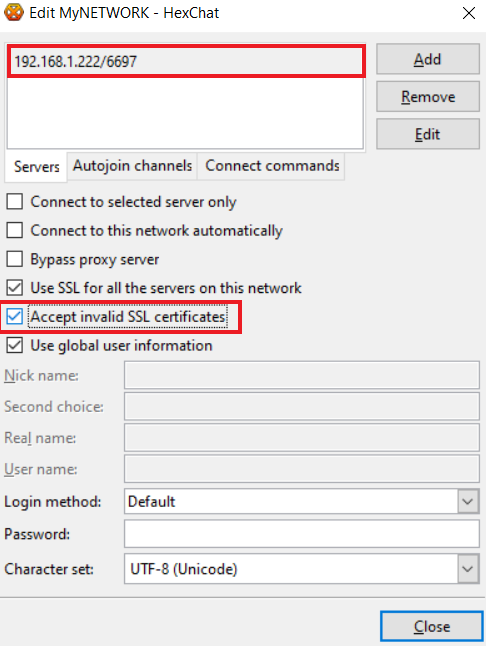 Edit MyNETWORK - HexChat
192.168.1.222/6697
Add
Remove
Edit
Servers Autojoin channels Connect commands
Connect to selected server only
Connect to this network automatically
Bypass proxy server
Use SSL for all the servers on this network
Accept invalid SSL certificates
Use global user information
Nick name:
Second choice:
Real name:
User name:
Login method: Default
Password:
Character set: UTF-8 (Unicode)
Close